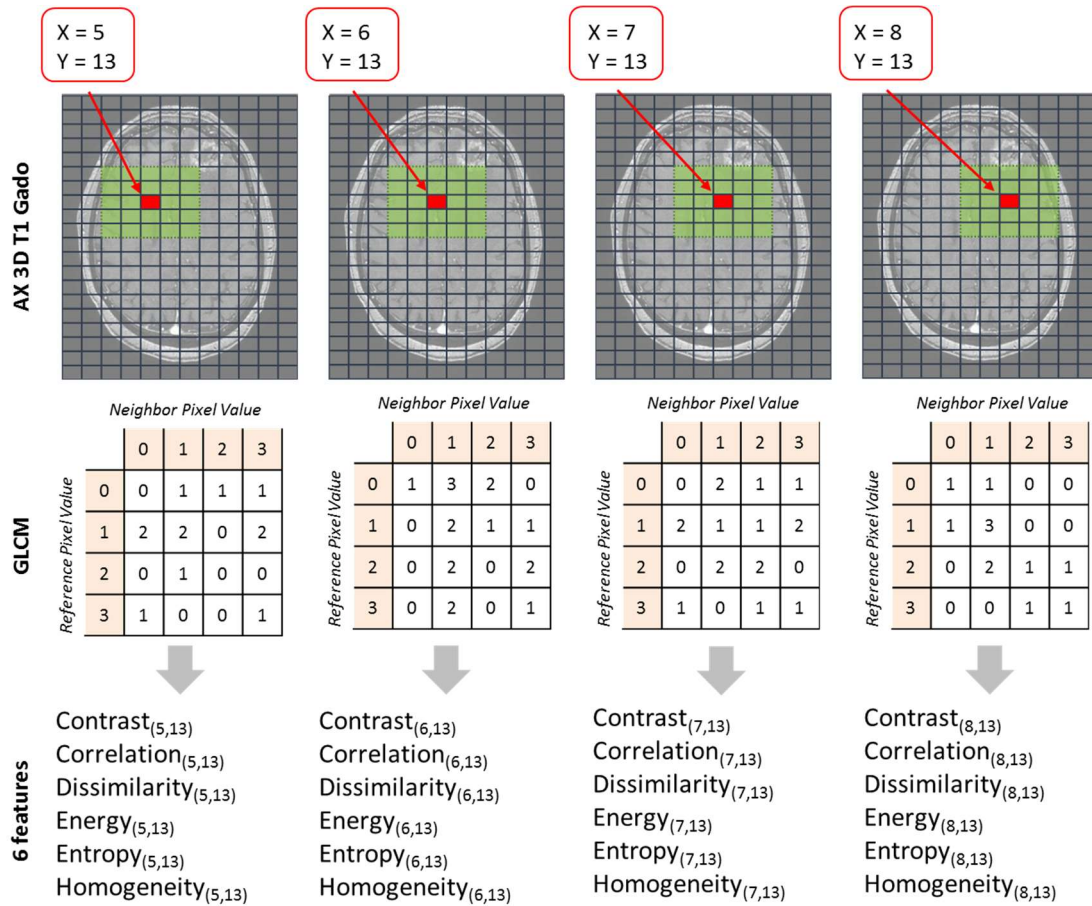 X = 5
Y = 13
X = 6
Y = 13
X = 7
Y = 13
X = 8
Y = 13
AX 3D T1 Gado
GLCM
Neighbor Pixel Value
Reference Pixel Value
0 1 2 3
0 0 1 1 1
1 2 2 0 2
2 0 1 0 0
3 1 0 0 1
Neighbor Pixel Value
Reference Pixel Value
0 1 2 3
0 1 3 2 0
1 0 2 1 1
2 0 2 0 2
3 0 2 0 1
Neighbor Pixel Value
Reference Pixel Value
0 1 2 3
0 0 2 1 1
1 2 1 1 2
2 0 2 2 0
3 1 0 1 1
Neighbor Pixel Value
Reference Pixel Value
0 1 2 3
0 1 1 0 0
1 1 3 0 0
2 0 2 1 1
3 0 0 1 1
6 features
Contrast(5,13)
Correlation(5,13)
Dissimilarity(5,13)
Energy(5,13)
Entropy(5,13)
Homogeneity(5,13)
Contrast(6,13)
Correlation(6,13)
Dissimilarity(6,13)
Energy(6,13)
Entropy(6,13)
Homogeneity(6,13)
Contrast(7,13)
Correlation(7,13)
Dissimilarity(7,13)
Energy(7,13)
Entropy(7,13)
Homogeneity(7,13)
Contrast(8,13)
Correlation(8,13)
Dissimilarity(8,13)
Energy(8,13)
Entropy(8,13)
Homogeneity(8,13)